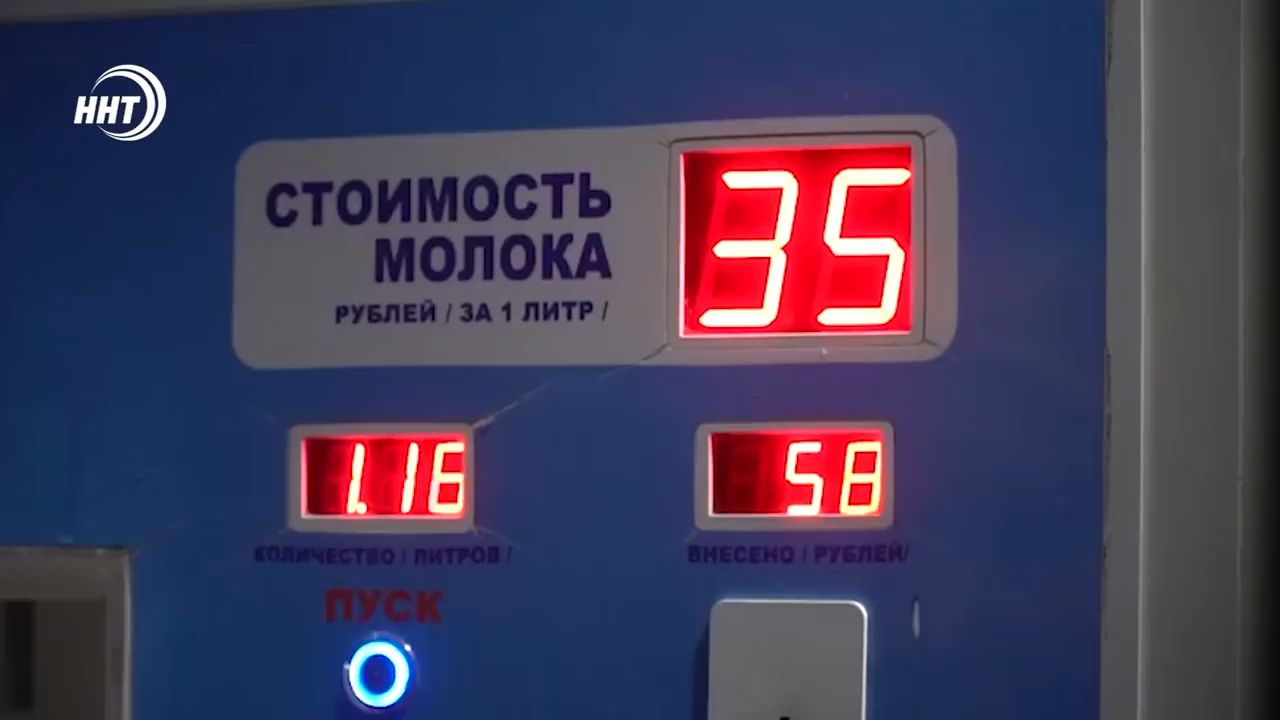 ННТ
СТОИМОСТЬ
МОЛОКА
РУБЛЕЙ / ЗА 1 ЛИТР /
35
1.16
58
КОЛИЧЕСТВО / ЛИТРОВ /
ВНЕСЕНО / РУБЛЕЙ/
ПУСК